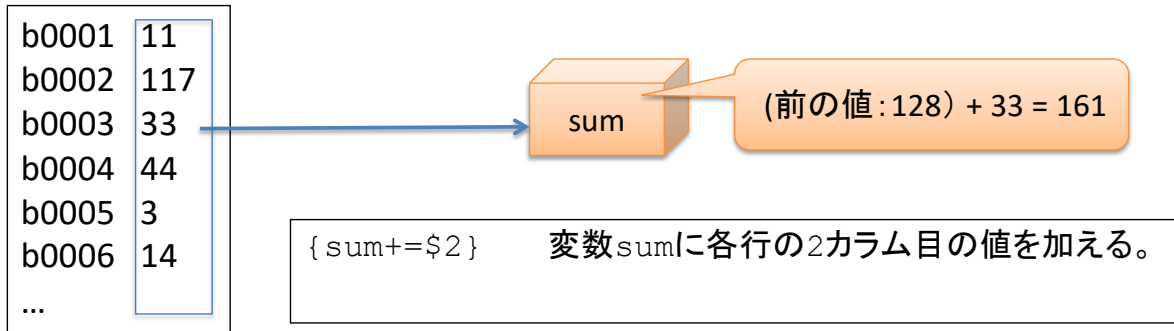 b0001 11
b0002 117
b0003 33
b0004 44
b0005 3
b0006 14
…
sum
(前の値:128) + 33 = 161
{sum+=$2} 変数sumに各行の2カラム目の値を加える。